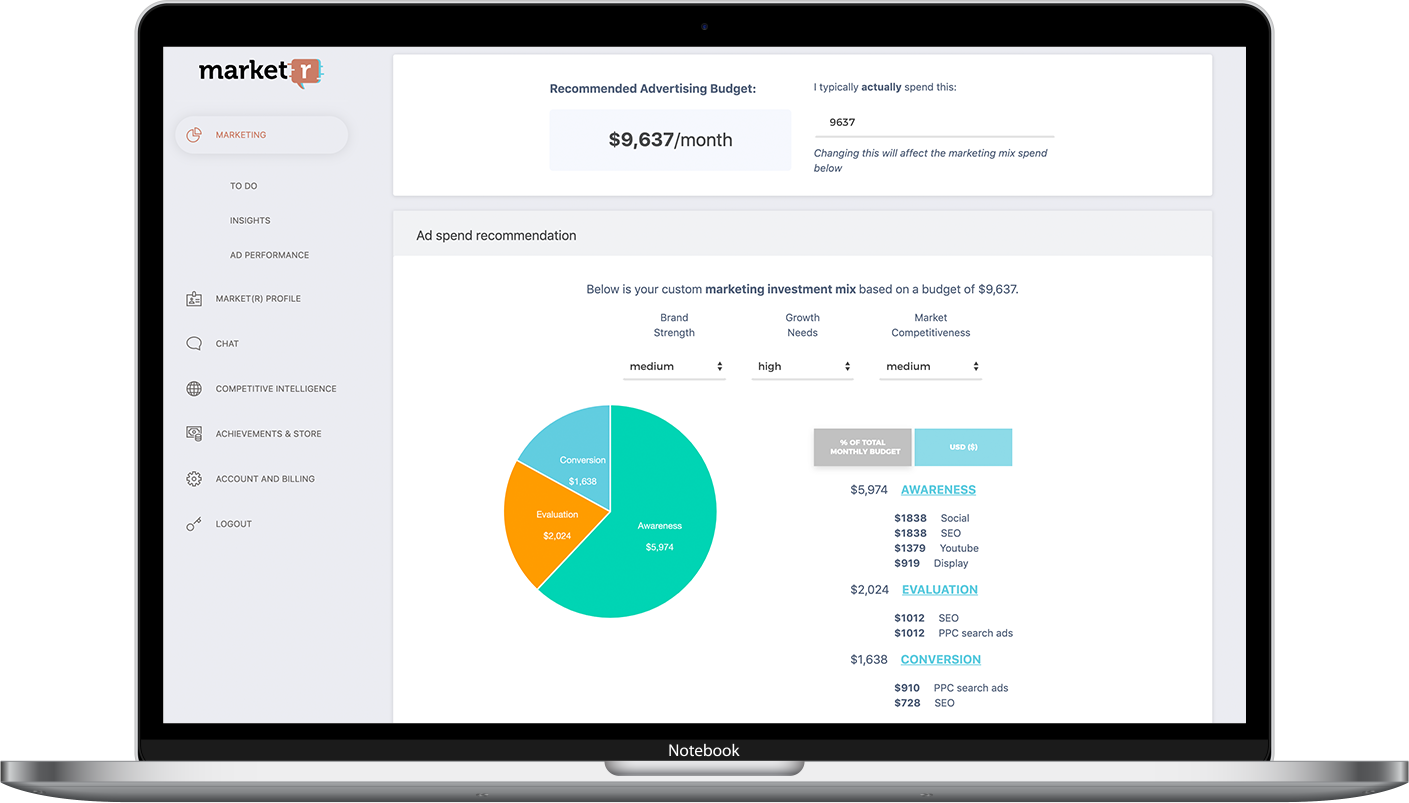 market r
MARKETING
TO DO
INSIGHTS
AD PERFORMANCE
MARKET(R) PROFILE
CHAT
COMPETITIVE INTELLIGENCE
ACHIEVEMENTS & STORE
ACCOUNT AND BILLING
LOGOUT
Recommended Advertising Budget:
$9,637/month
I typically actually spend this:
9637
Changing this will affect the marketing mix spend
below
Ad spend recommendation
Below is your custom marketing investment mix based on a budget of $9,637.
Brand
Strength
medium
Growth
Needs
high
Market
Competitiveness
medium
Conversion
$1,638
Evaluation
$2,024
Awareness
$5,974
% OF TOTAL
MONTHLY BUDGET
USD ($)
$5,974 AWARENESS
$1838 Social
$1838 SEO
$1379 Youtube
$919 Display
$2,024 EVALUATION
$1012 SEO
$1012 PPC search ads
$1,638 CONVERSION
$910 PPC search ads
$728 SEO
Notebook